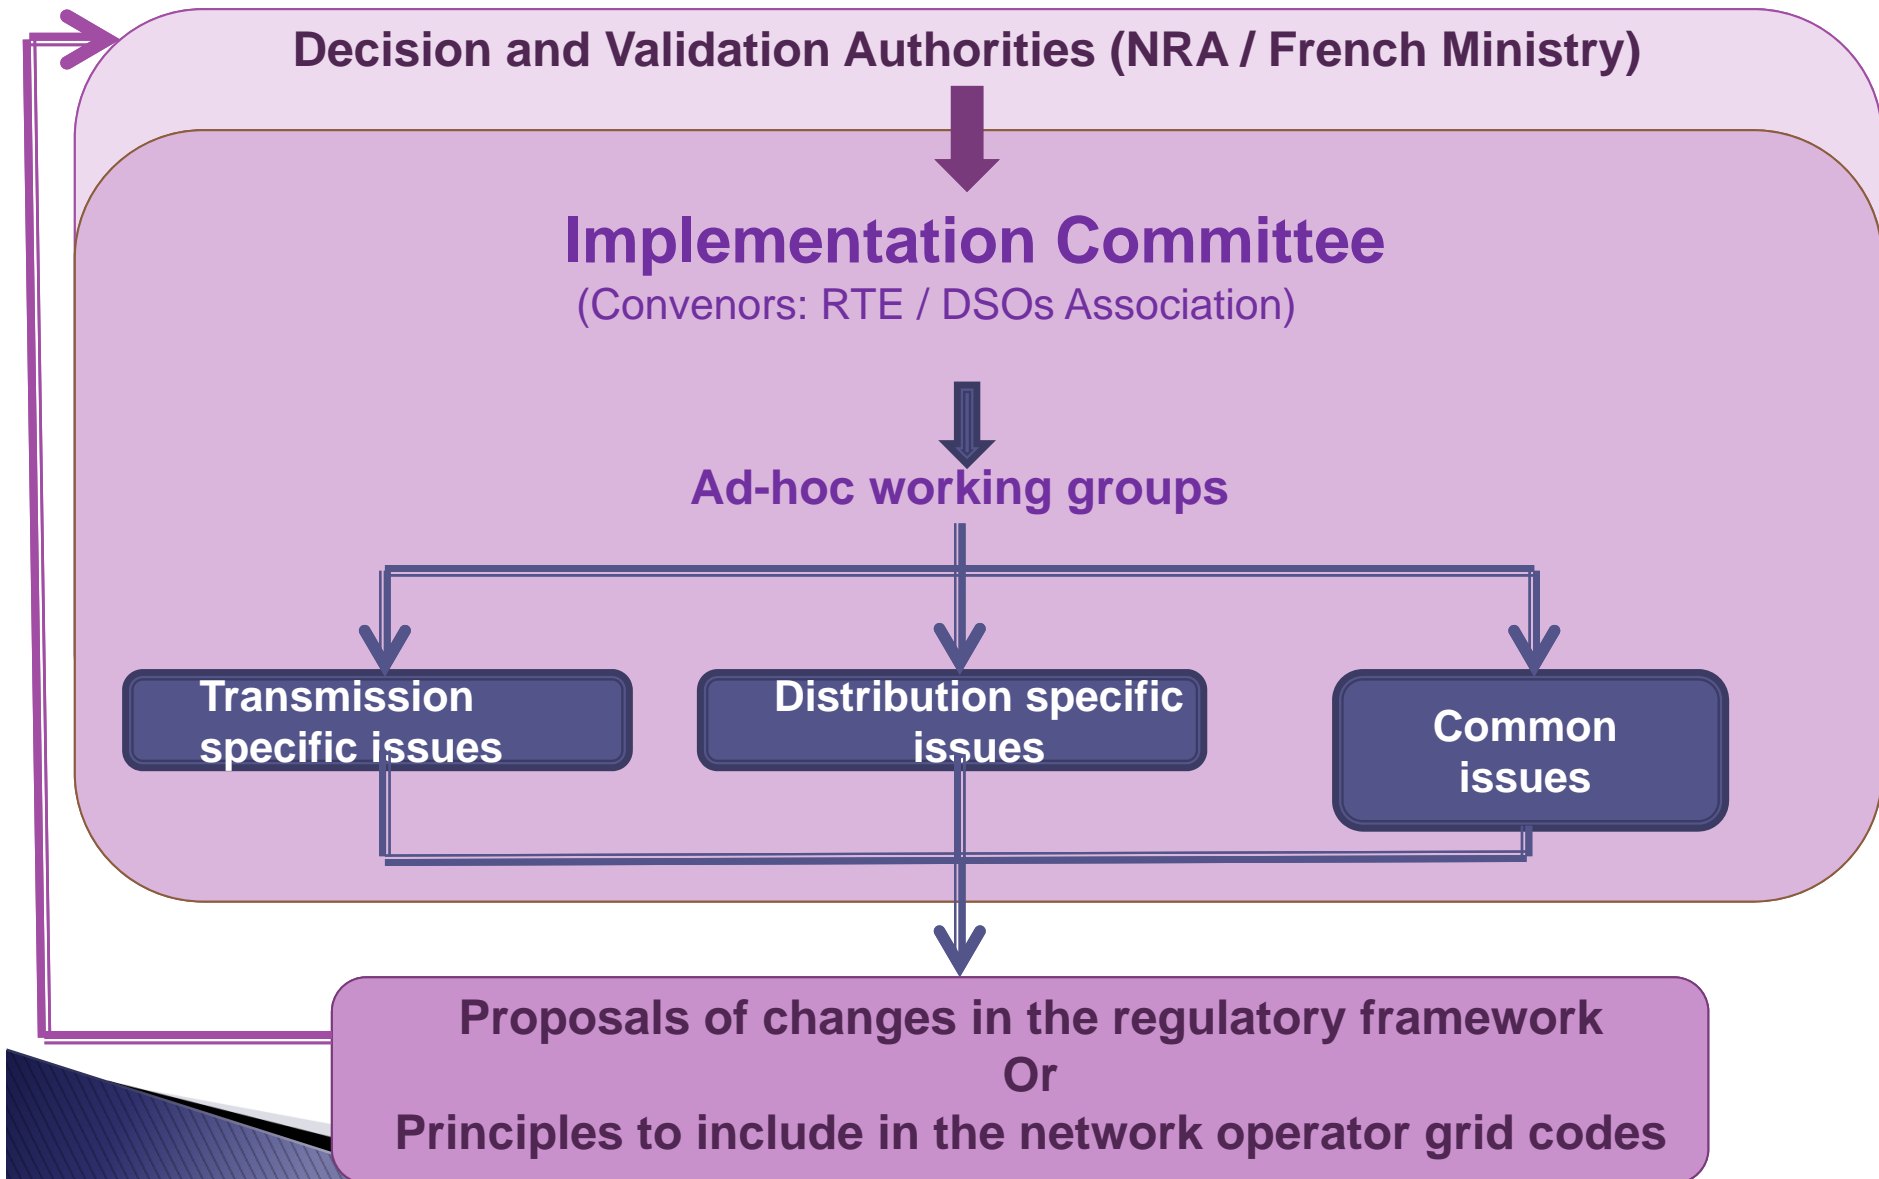 Decision and Validation Authorities (NRA / French Ministry)
Implementation Committee
(Convenors: RTE / DSOs Association)
Ad-hoc working groups
Transmission
specific issues
Distribution specific
issues
Common
issues
Proposals of changes in the regulatory framework
Or
Principles to include in the network operator grid codes